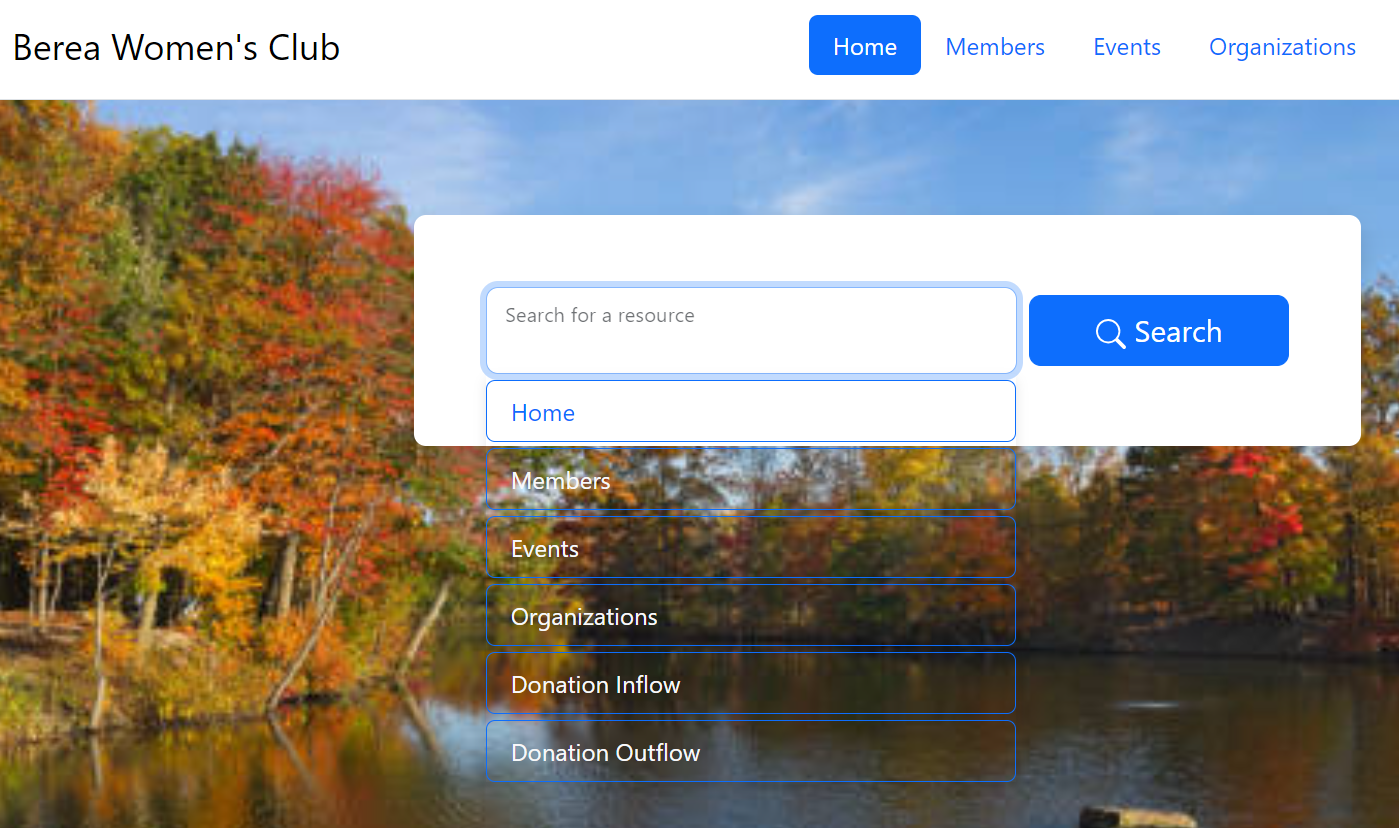 Berea Women's Club
Home
Members
Events
Organizations
Search for a resource
Search
Home
Members
Events
Organizations
Donation Inflow
Donation Outflow